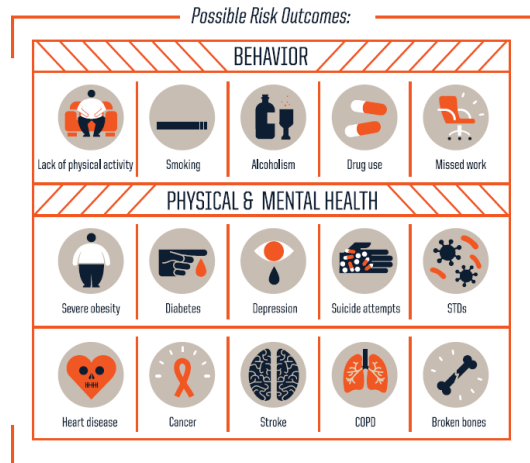 Possible Risk Outcomes:
BEHAVIOR
Lack of physical activity
Smoking
Alcoholism
Drug use
Missed work
PHYSICAL & MENTAL HEALTH
Severe obesity
Diabetes
Depression
Suicide attempts
STDs
Heart disease
Cancer
Stroke
COPD
Broken bones